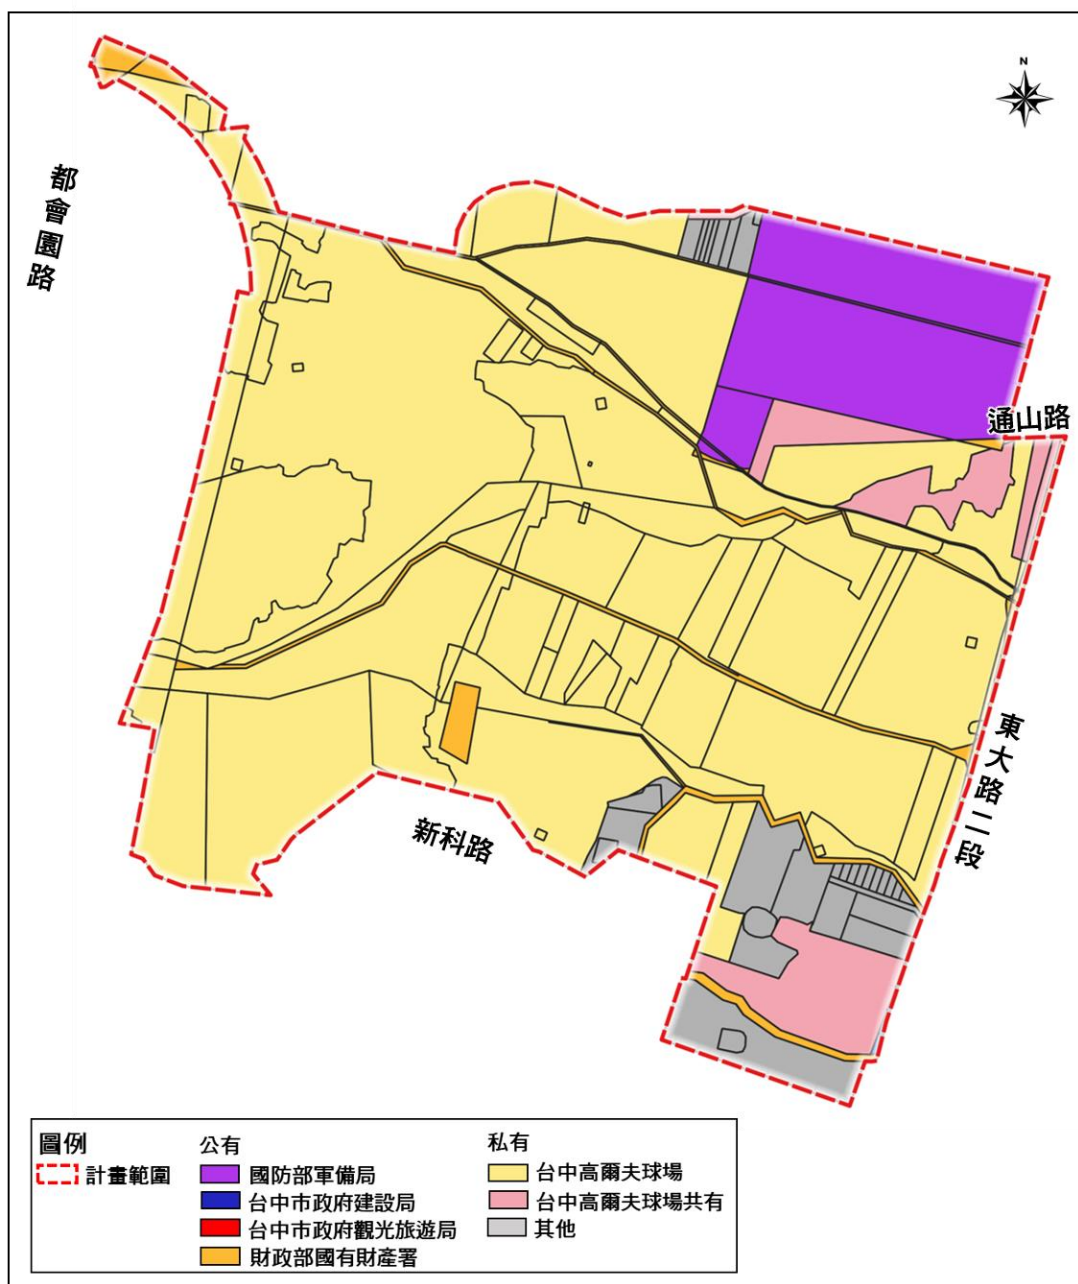 N
都會園路
通山路
東大路二段
新科路
圖例
計畫範圍
公有
國防部軍備局
台中市政府建設局
台中市政府觀光旅遊局
財政部國有財產署
私有
台中高爾夫球場
台中高爾夫球場共有
其他